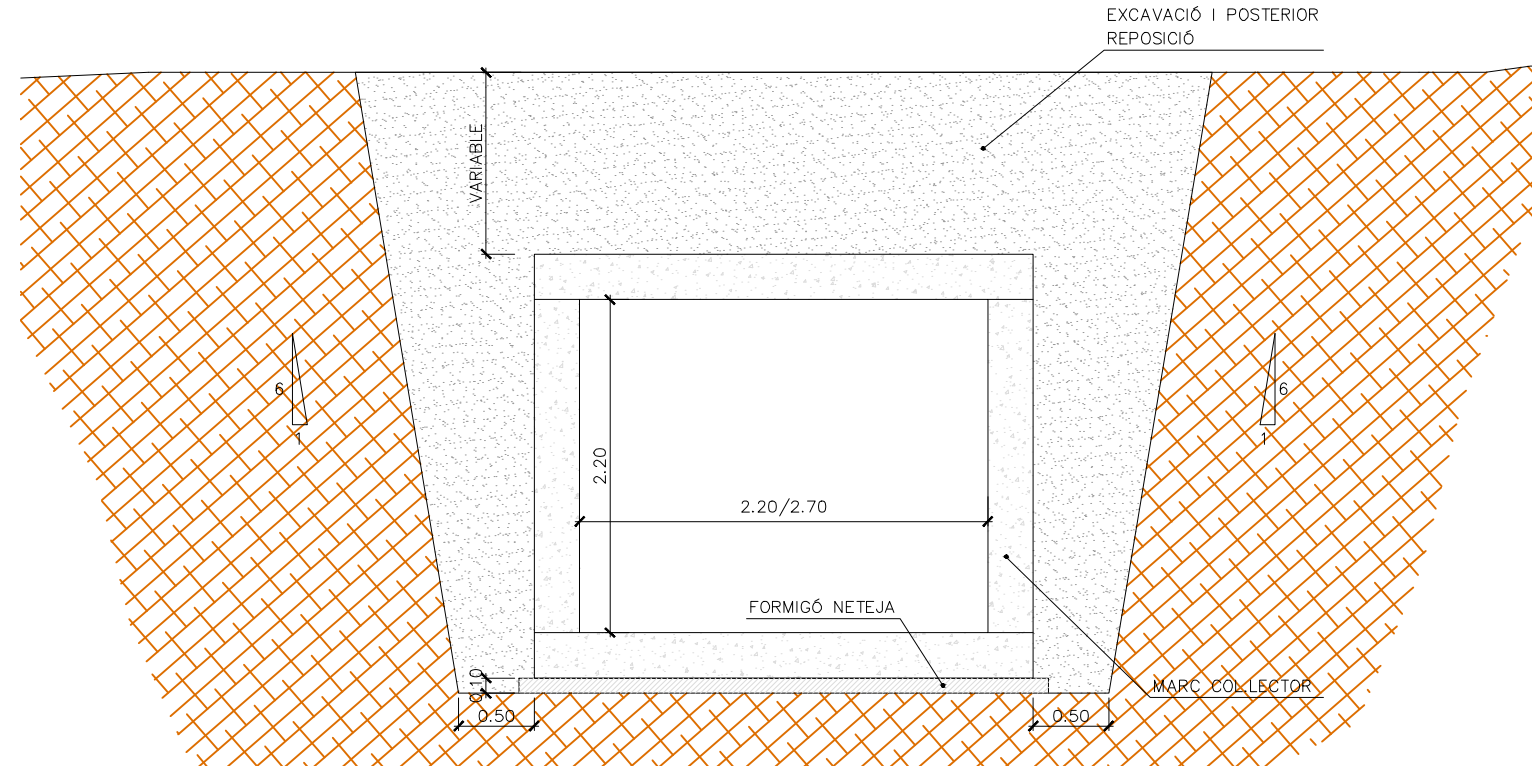 EXCAVACIÓ I POSTERIOR
REPOSICIÓ
VARIABLE
6
1
6
1
2.20
2.20/2.70
FORMIGÓ NETEJA
0.10
MARC COL.LECTOR
0.50
0.50